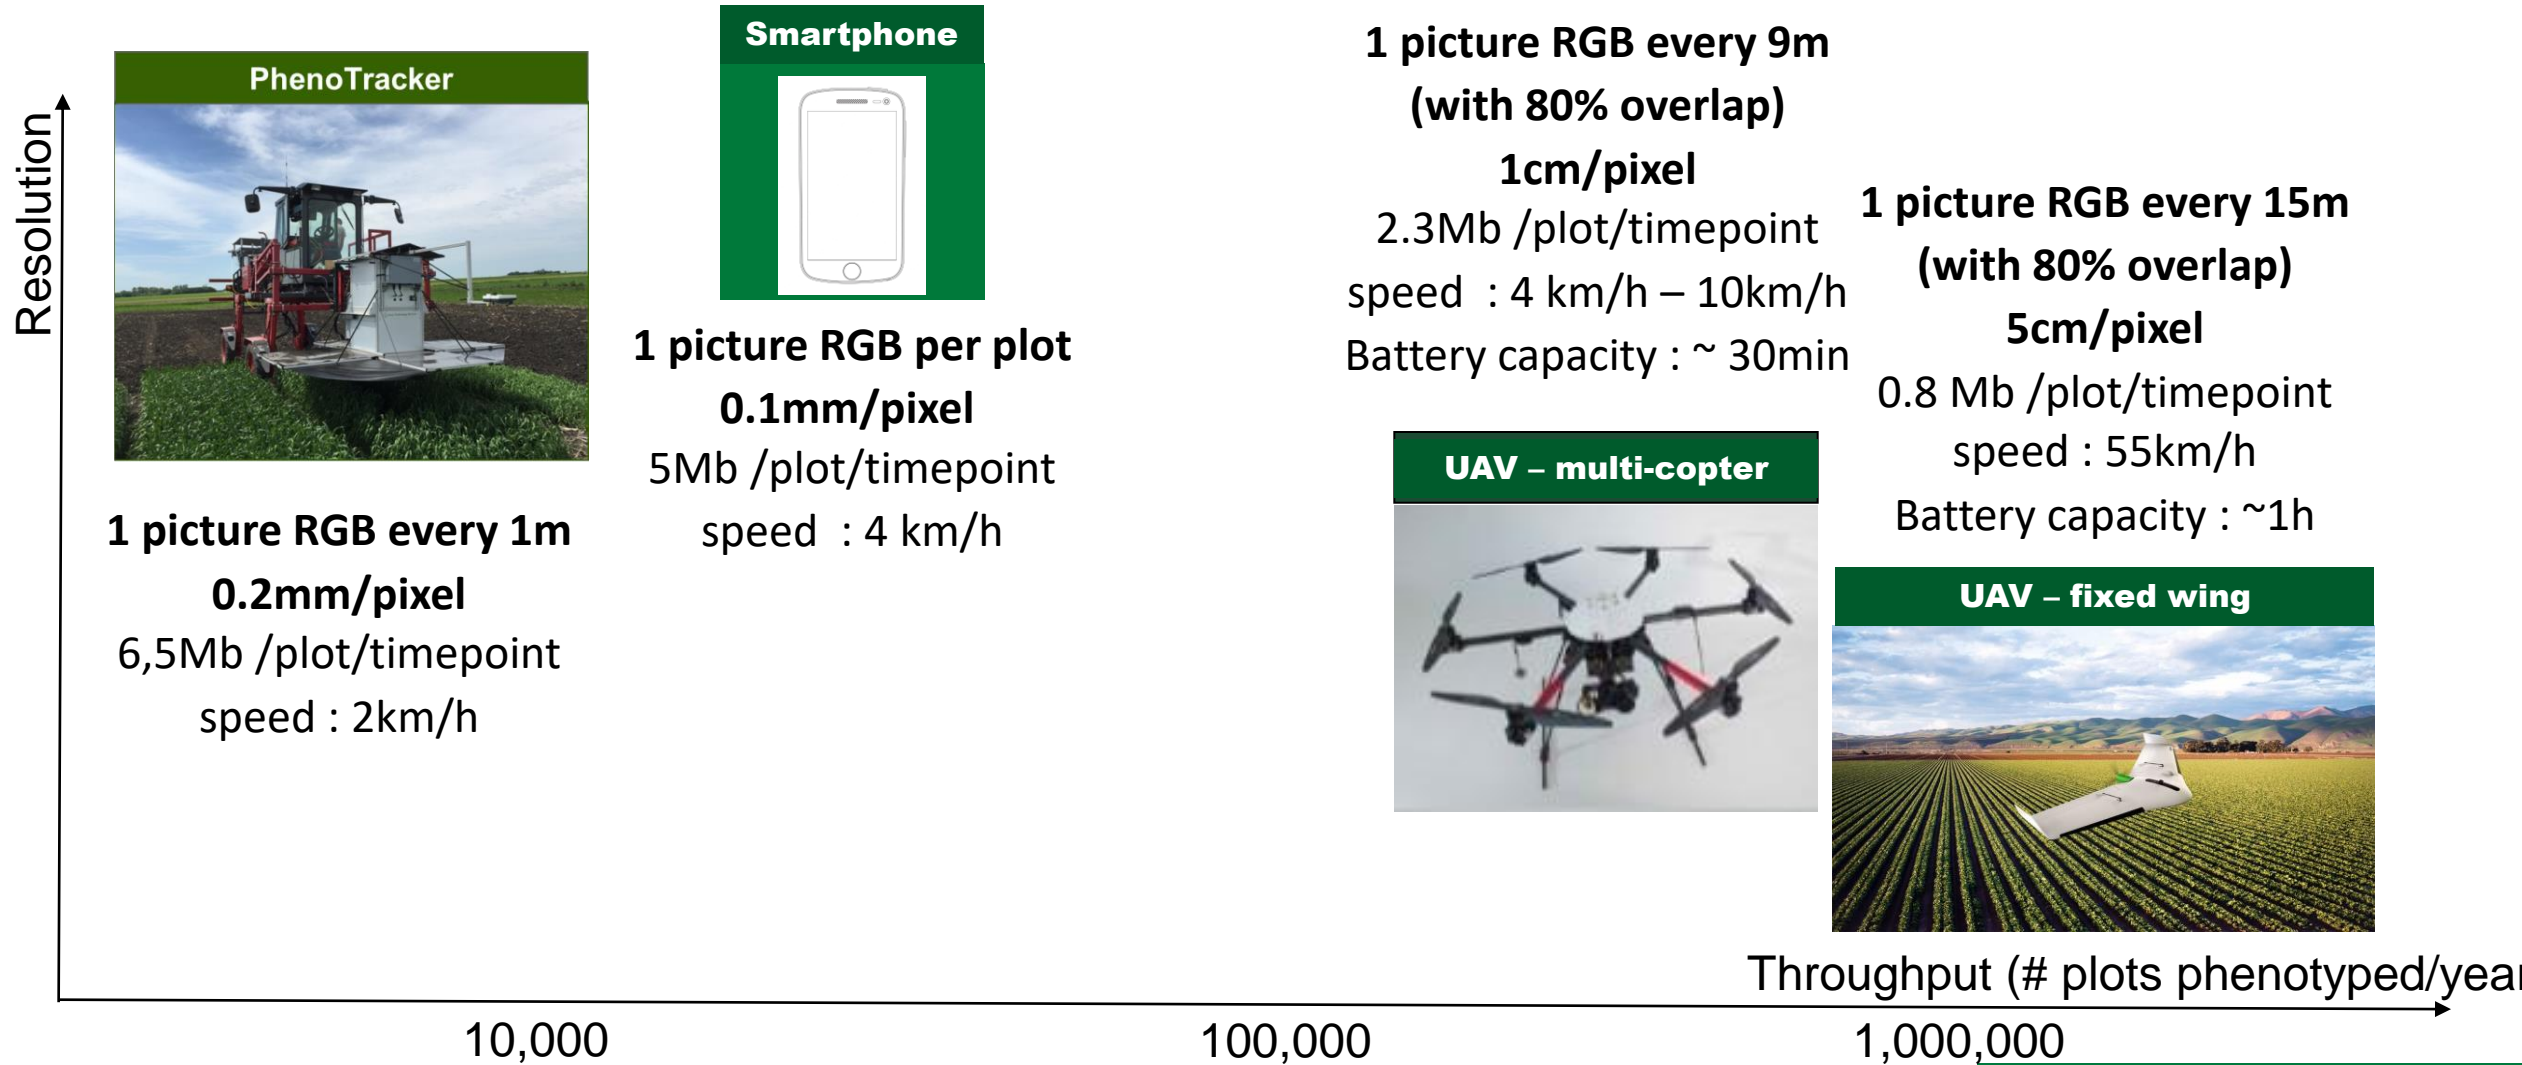 Resolution
PhenoTracker
1 picture RGB every 1m
0.2mm/pixel
6,5Mb /plot/timepoint
speed : 2km/h
Smartphone
1 picture RGB per plot
0.1mm/pixel
5Mb /plot/timepoint
speed : 4 km/h
1 picture RGB every 9m
(with 80% overlap)
1cm/pixel
2.3Mb /plot/timepoint
speed : 4 km/h – 10km/h
Battery capacity : ~ 30min
UAV – multi-copter
1 picture RGB every 15m
(with 80% overlap)
5cm/pixel
0.8 Mb /plot/timepoint
speed : 55km/h
Battery capacity : ~1h
UAV – fixed wing
Throughput (# plots phenotyped/year
10,000
100,000
1,000,000